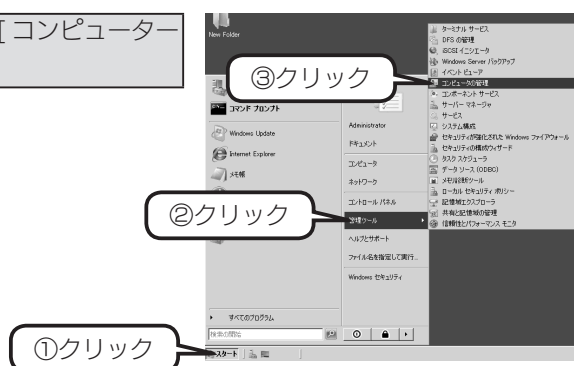 [ コンピューター
New Folder
③クリック
コマンド プロンプト
Windows Update
Internet Explorer
メモ帳
②クリック
すべてのプログラム
検索の開始
①クリック
スタート
Administrator
ドキュメント
コンピュータ
ネットワーク
コントロール パネル
管理ツール
ヘルプとサポート
ファイル名を指定して実行...
Windows セキュリティ
ターミナル サービス
DFS の管理
iSCSI イニシエータ
Windows Server バックアップ
イベント ビューア
コンピュータの管理
コンポーネント サービス
サーバー マネージャ
サービス
システム構成
セキュリティが強化された Windows ファイアウォール
セキュリティの構成ウィザード
タスク スケジューラ
データ ソース (ODBC)
メモリ診断ツール
ローカル セキュリティ ポリシー
記憶域エクスプローラ
共有と記憶域の管理
信頼性とパフォーマンス モニタ